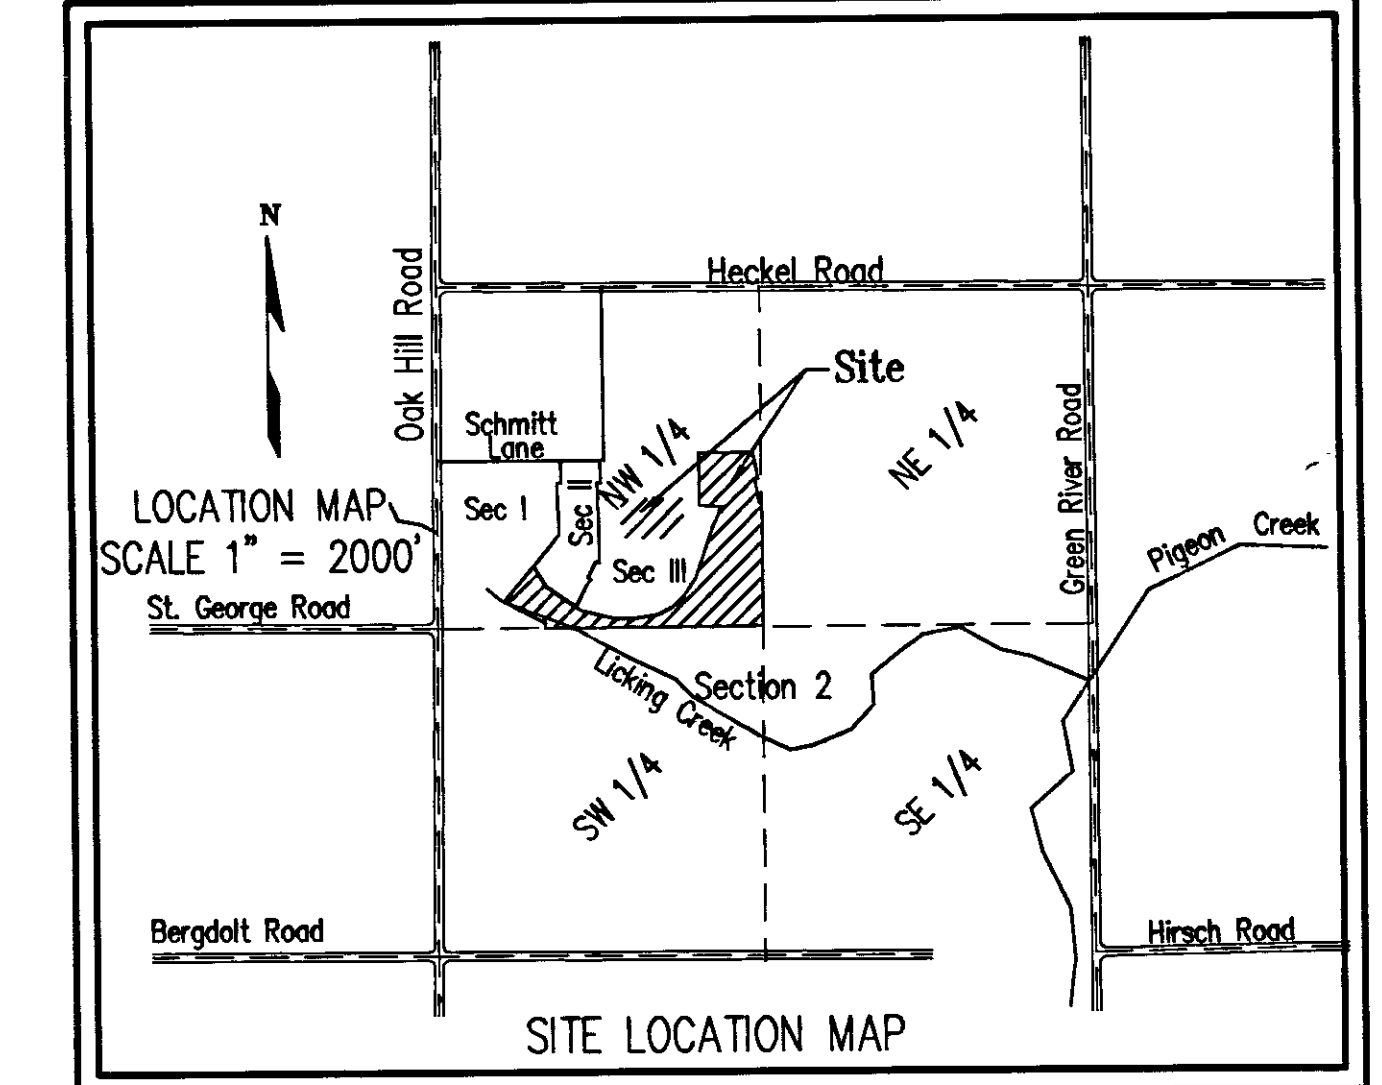 N
Oak Hill Road
Heckel Road
Site
Schmitt
Lane
NW 1/4
NE 1/4
Green River Road
LOCATION MAP
SCALE 1" = 2000'
Sec I
Sec II
Sec III
Pigeon Creek
St. George Road
Licking Creek
Section 2
SW 1/4
SE 1/4
Bergdolt Road
Hirsch Road
SITE LOCATION MAP